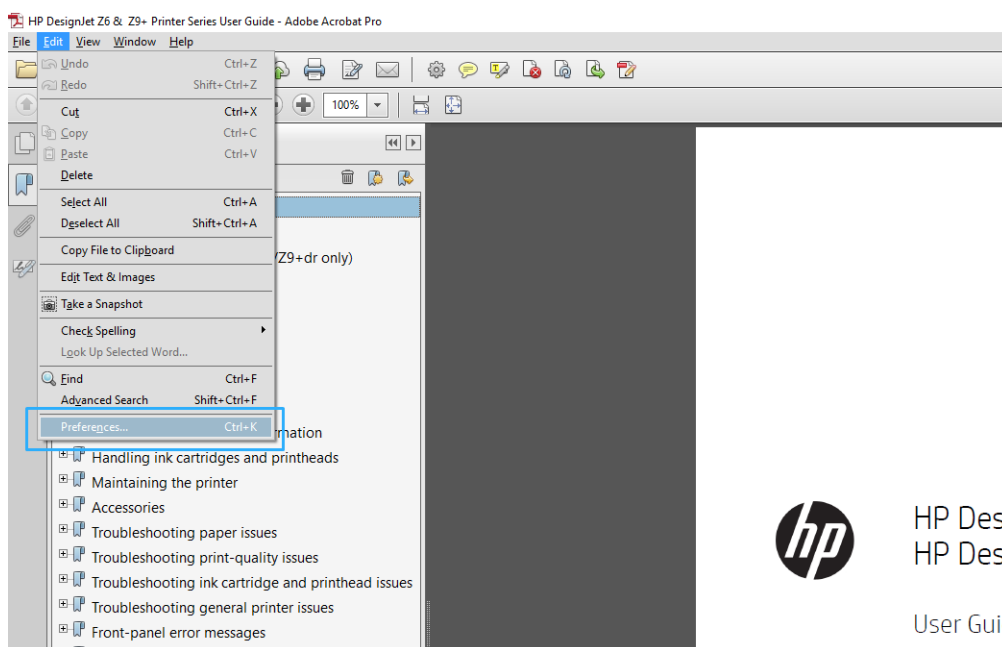 HP DesignJet Z6 & Z9+ Printer Series User Guide - Adobe Acrobat Pro
File Edit View Window Help
Undo Ctrl+Z
Redo Shift+Ctrl+Z
100%
Cut Ctrl+X
Copy Ctrl+C
Paste Ctrl+V
Delete
Select All Ctrl+A
Deselect All Shift+Ctrl+A
Copy File to Clipboard
/Z9+dr only)
Edit Text & Images
Take a Snapshot
Check Spelling
Look Up Selected Word...
Find Ctrl+F
Advanced Search Shift+Ctrl+F
Preferences... Ctrl+K
Handling ink cartridges and printheads
Maintaining the printer
Accessories
Troubleshooting paper issues
Troubleshooting print-quality issues
Troubleshooting ink cartridge and printhead issues
Troubleshooting general printer issues
Front-panel error messages
hp
HP Des
HP Des
User Gui